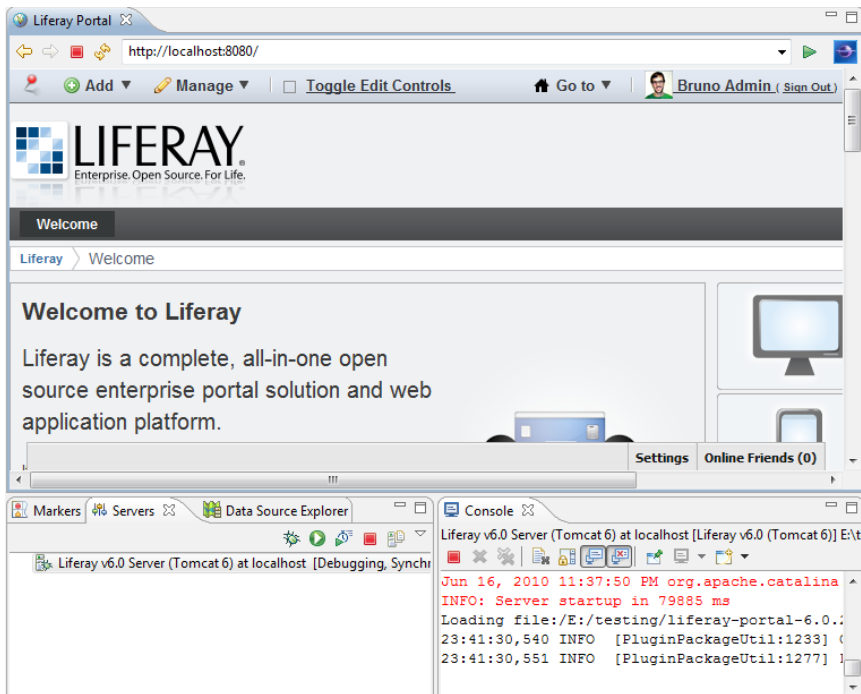 Liferay Portal
http://localhost:8080/
Add Manage Toggle Edit Controls Go to Bruno Admin ( Sign Out )
LIFERAY.
Enterprise. Open Source. For Life.
Welcome
Liferay Welcome
Welcome to Liferay
Liferay is a complete, all-in-one open
source enterprise portal solution and web
application platform.
Settings Online Friends (0)
Markers Servers Data Source Explorer
Liferay v6.0 Server (Tomcat 6) at localhost [Debugging, Synchr
Console
Liferay v6.0 Server (Tomcat 6) at localhost [Liferay v6.0 (Tomcat 6)] E:\t
Jun 16, 2010 11:37:50 PM org.apache.catalina
INFO: Server startup in 79885 ms
Loading file:/E:/testing/liferay-portal-6.0.2
23:41:30,540 INFO [PluginPackageUtil:1233]
23:41:30,551 INFO [PluginPackageUtil:1277]